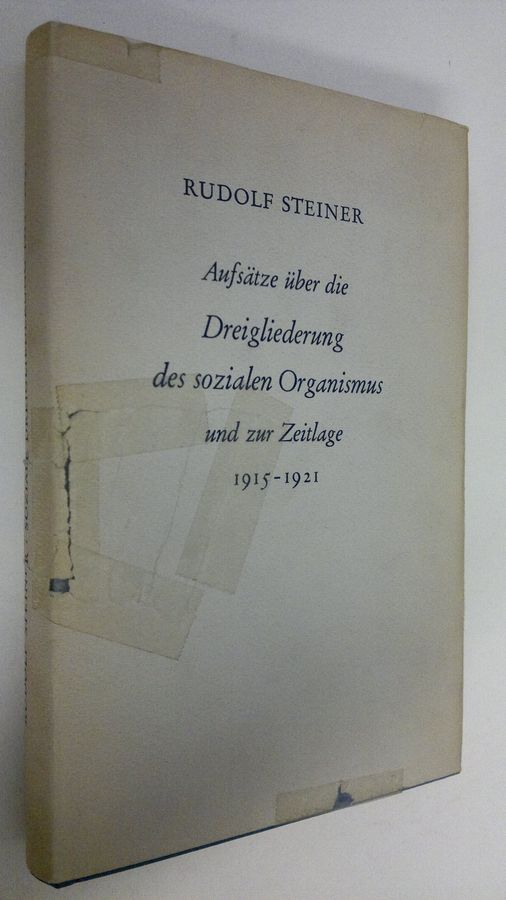 RUDOLF STEINER
Aufsätze über die
Dreigliederung
des sozialen Organismus
und zur Zeitlage
1915-1921